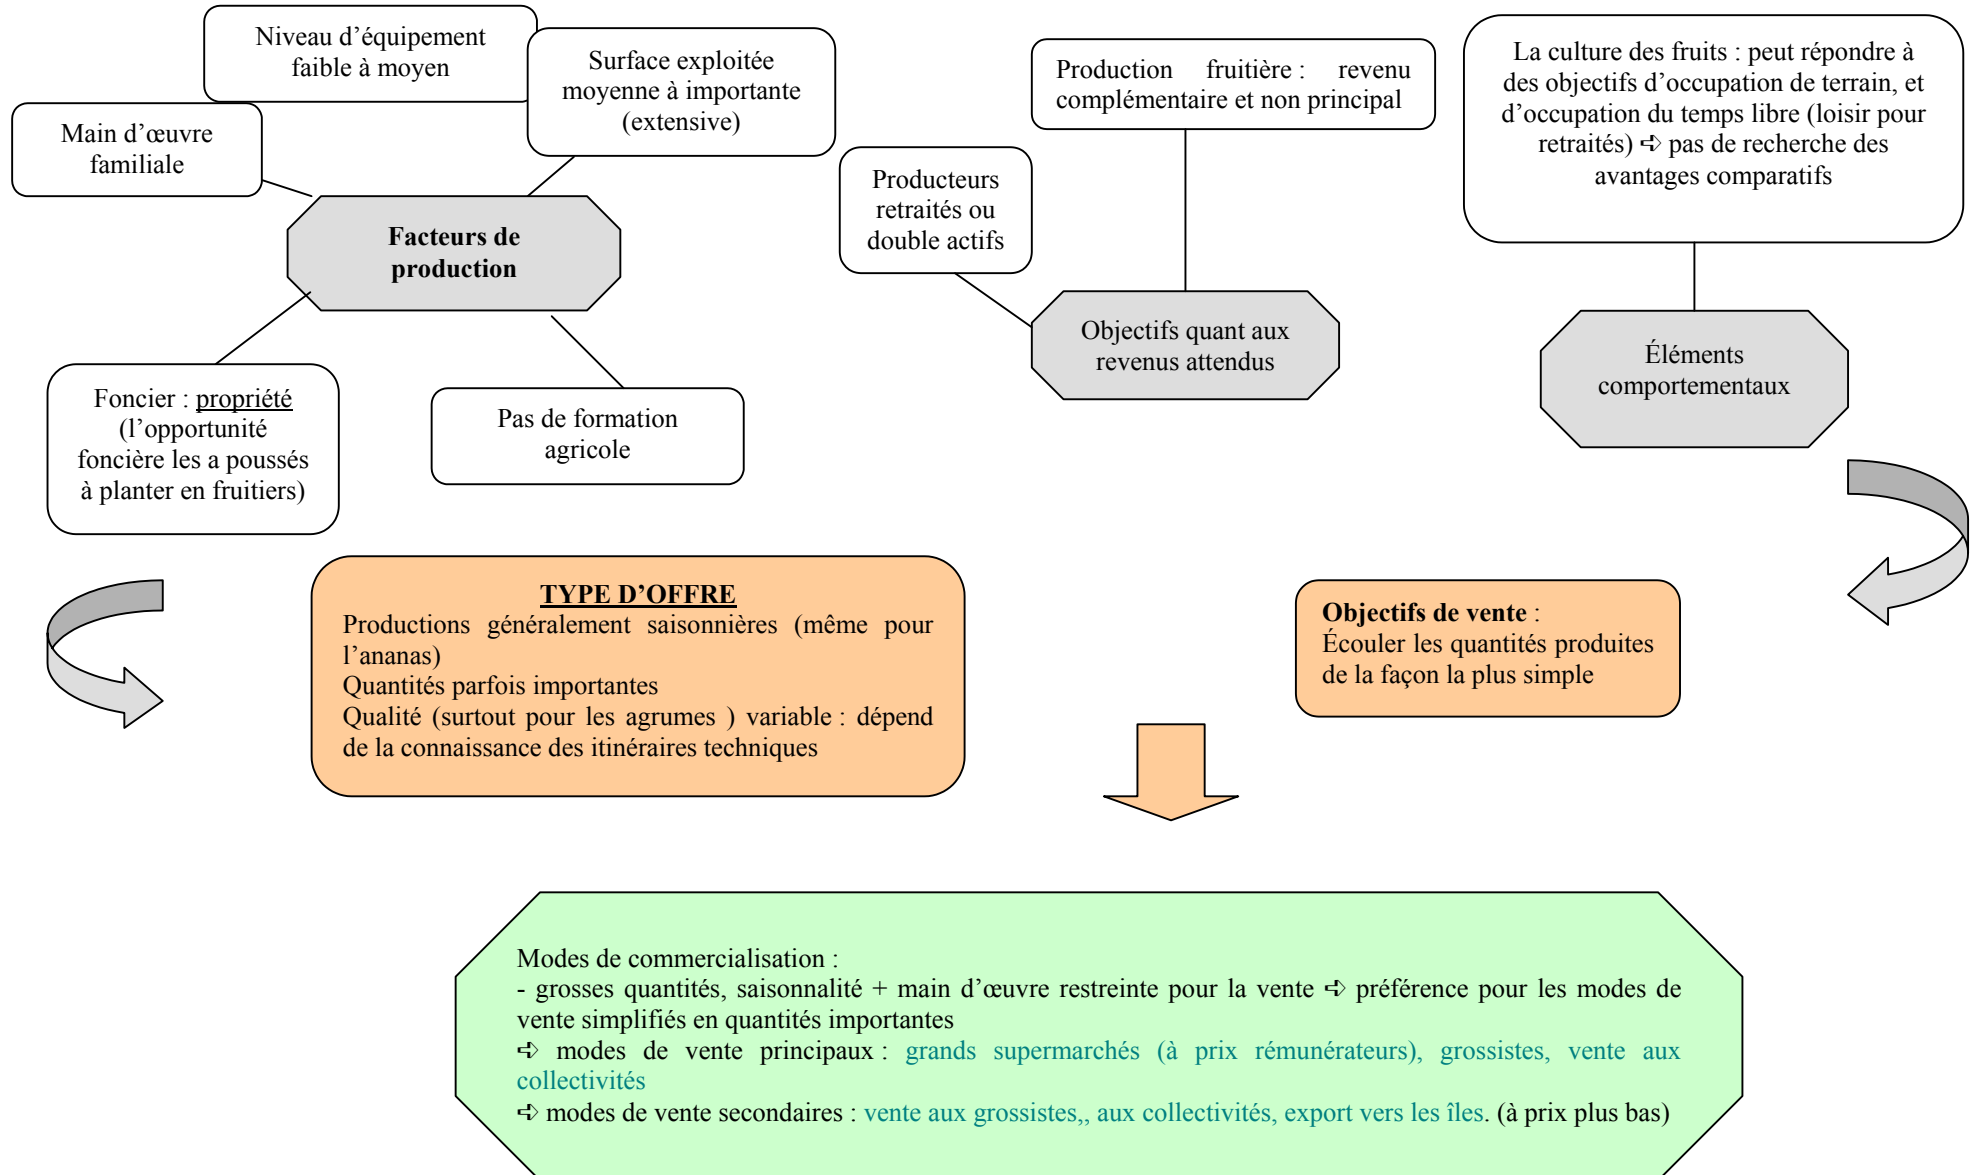 Niveau d’équipement
faible à moyen
Surface exploitée
moyenne à importante
(extensive)
Main d’œuvre
familiale
Facteurs de
production
Foncier : propriété
(l’opportunité
foncière les a poussés
à planter en fruitiers)
Pas de formation
agricole
Production fruitière : revenu
complémentaire et non principal
Producteurs
retraités ou
double actifs
Objectifs quant aux
revenus attendus
La culture des fruits : peut répondre à
des objectifs d’occupation de terrain, et
d’occupation du temps libre (loisir pour
retraités) ➪ pas de recherche des
avantages comparatifs
Éléments
comportementaux
TYPE D’OFFRE
Productions généralement saisonnières (même pour
l’ananas)
Quantités parfois importantes
Qualité (surtout pour les agrumes ) variable : dépend
de la connaissance des itinéraires techniques
Objectifs de vente :
Écouler les quantités produites
de la façon la plus simple
Modes de commercialisation :
- grosses quantités, saisonnalité + main d’œuvre restreinte pour la vente ➪ préférence pour les modes de
vente simplifiés en quantités importantes
➪ modes de vente principaux : grands supermarchés (à prix rémunérateurs), grossistes, vente aux
collectivités
➪ modes de vente secondaires : vente aux grossistes,, aux collectivités, export vers les îles. (à prix plus bas)